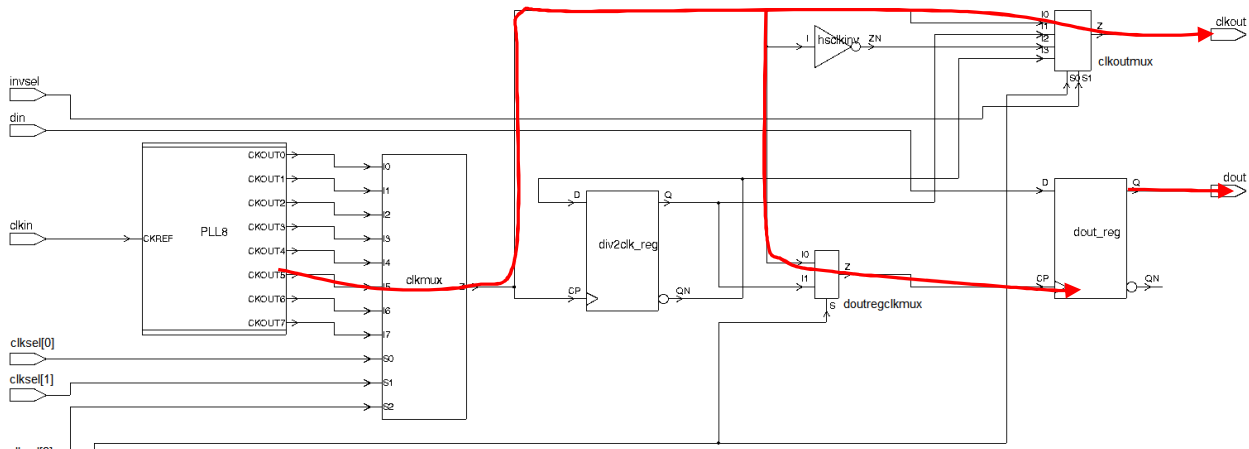 clkout
I0
I1
I2
I3
Z
I
hsclkinv
ZN
clkoutmux
S0
S1
invsel
din
CKOUT0
CKOUT1
CKOUT2
CKOUT3
CKOUT4
CKOUT5
CKOUT6
CKOUT7
I0
I1
I2
I3
I4
I5
I6
I7
D
Q
D
Q
dout
clkin
CKREF
PLL8
div2clk_reg
dout_reg
clkmux
Z
I0
I1
Z
CP
QN
CP
QN
S
doutregclkmux
clksel[0]
S0
clksel[1]
S1
S2